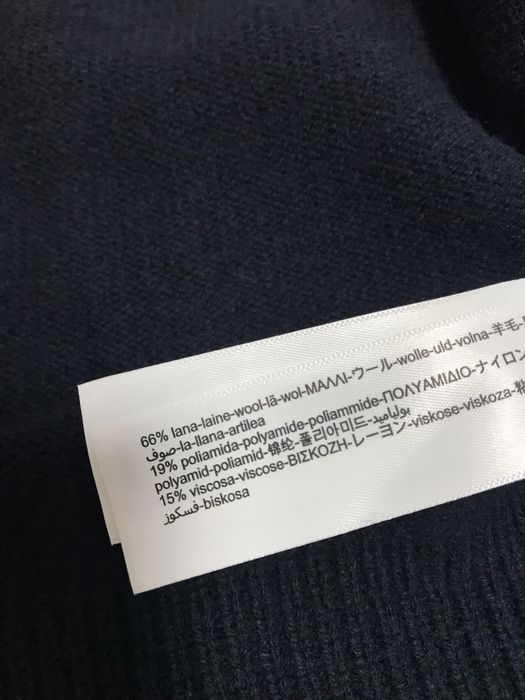 66% lana-laine-wool-lã-wol-ΜΑΛΛΙ-ウール-wolle-uld-volna-羊毛-
صوف-la-llana-artilea
19% poliamida-polyamide-poliammide-ΠΟΛΥΑΜΙΔΙΟ-ナイロン
polyamid-poliamid-锦纶-폴리아미드-بولياميد
15% viscosa-viscose-ΒΙΣΚΟΖΗ-レーヨン-viskose-viskoza-
فسكوز-biskosa